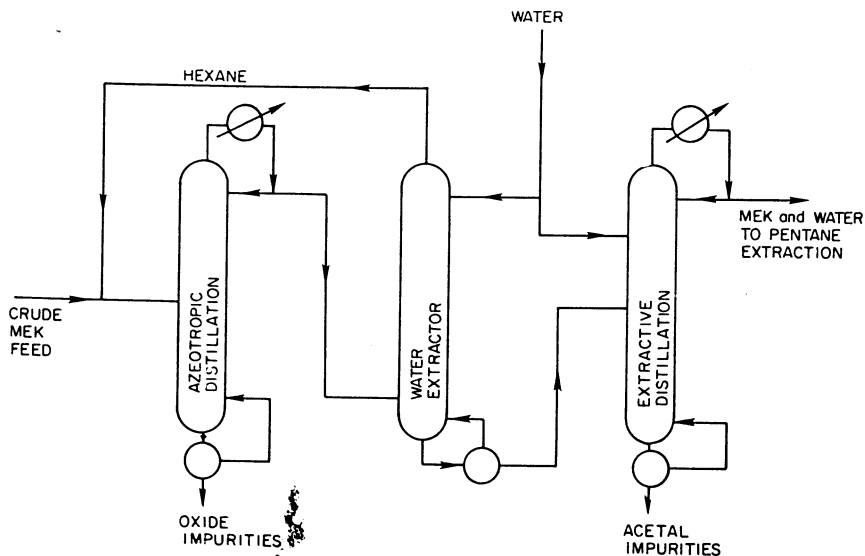 WATER
HEXANE
MEK and WATER
TO PENTANE
EXTRACTION
CRUDE
MEK
FEED
AZEOTROPIC
DISTILLATION
WATER
EXTRACTOR
EXTRACTIVE
DISTILLATION
OXIDE
IMPURITIES
ACETAL
IMPURITIES